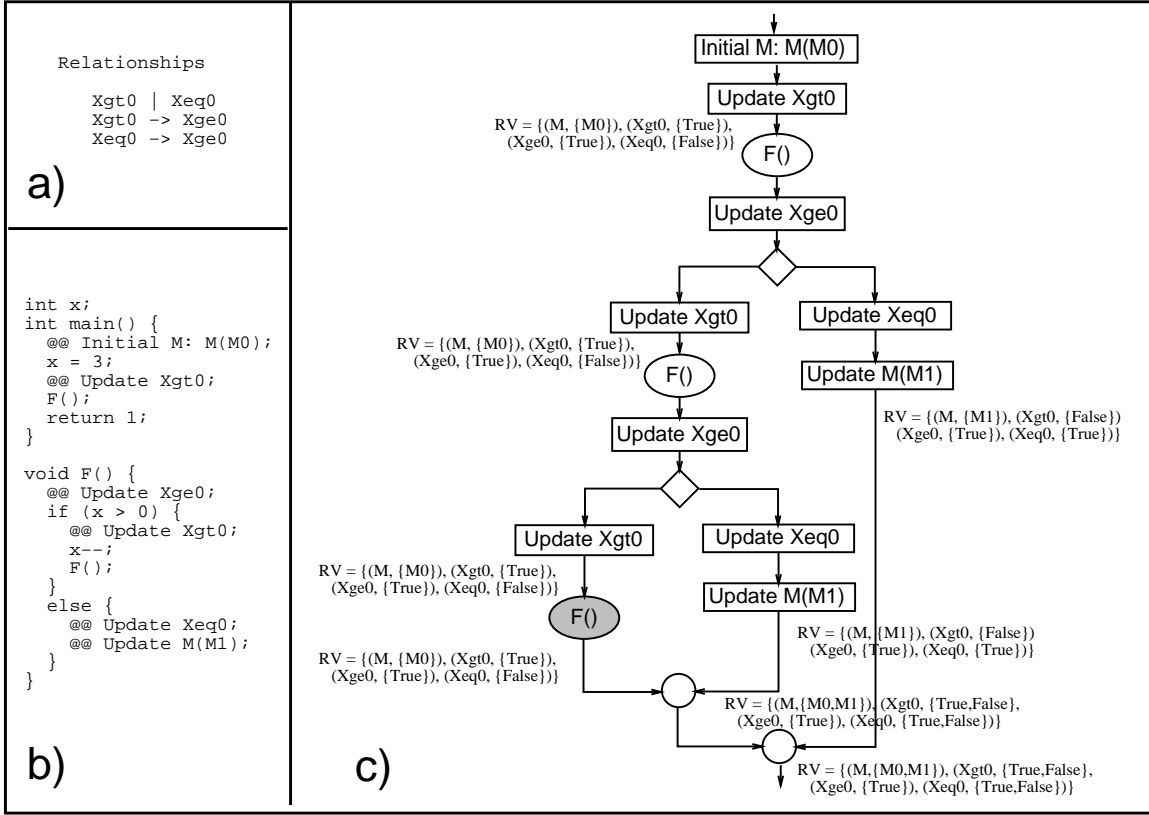 Relationships
Xgt0 | Xeq0
Xgt0 -> Xge0
Xeq0 -> Xge0
a)
int x;
int main() {
@@ Initial M: M(M0);
x = 3;
@@ Update Xgt0;
F();
return 1;
}
void F() {
@@ Update Xge0;
if (x > 0) {
@@ Update Xgt0;
x--;
F();
}
else {
@@ Update Xeq0;
@@ Update M(M1);
}
}
b)
Initial M: M(M0)
Update Xgt0
RV = {(M, {M0}), (Xgt0, {True}),
(Xge0, {True}), (Xeq0, {False})}
F()
Update Xge0
Update Xgt0
Update Xeq0
RV = {(M, {M0}), (Xgt0, {True}),
(Xge0, {True}), (Xeq0, {False})}
F()
Update M(M1)
RV = {(M, {M1}), (Xgt0, {False})
(Xge0, {True}), (Xeq0, {True})}
Update Xge0
Update Xgt0
Update Xeq0
RV = {(M, {M0}), (Xgt0, {True}),
(Xge0, {True}), (Xeq0, {False})}
F()
Update M(M1)
RV = {(M, {M1}), (Xgt0, {False})
(Xge0, {True}), (Xeq0, {True})}
RV = {(M, {M0}), (Xgt0, {True}),
(Xge0, {True}), (Xeq0, {False})}
RV = {(M,{M0,M1}), (Xgt0, {True,False},
(Xge0, {True}), (Xeq0, {True,False})}
RV = {(M,{M0,M1}), (Xgt0, {True,False},
(Xge0, {True}), (Xeq0, {True,False})}
c)